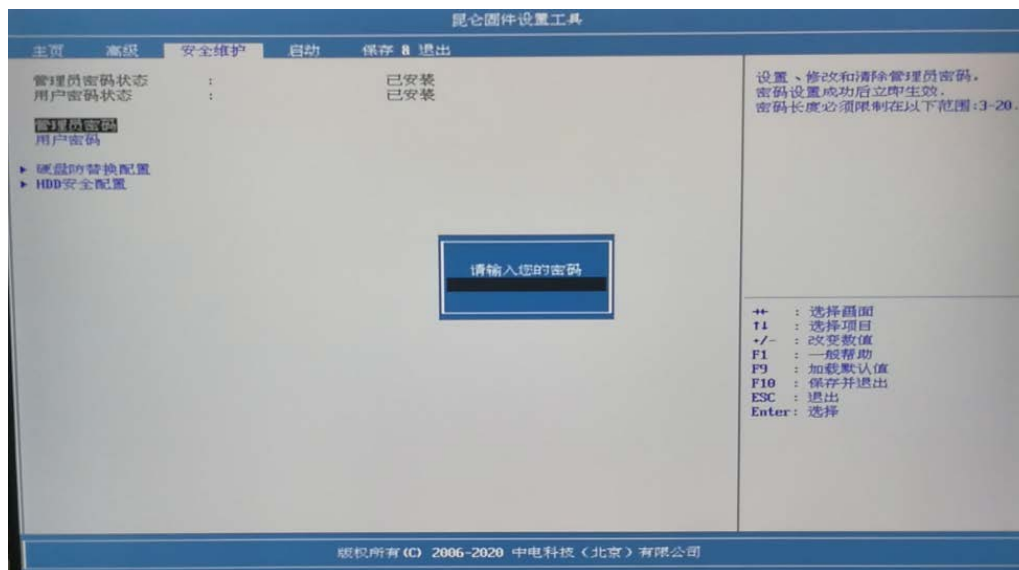 昆仑固件设置工具
主页 高级 安全维护 启动 保存 & 退出
管理员密码状态 : 已安装
用户密码状态 : 已安装
管理员密码
用户密码
▶ 硬盘防替换配置
▶ HDD安全配置
请输入您的密码
设置、修改和清除管理员密码。
密码设置成功后立即生效.
密码长度必须限制在以下范围:3-20.
→← : 选择画面
↑↓ : 选择项目
+/- : 改变数值
F1 : 一般帮助
F9 : 加载默认值
F10 : 保存并退出
ESC : 退出
Enter: 选择
版权所有(C) 2006-2020 中电科技(北京)有限公司